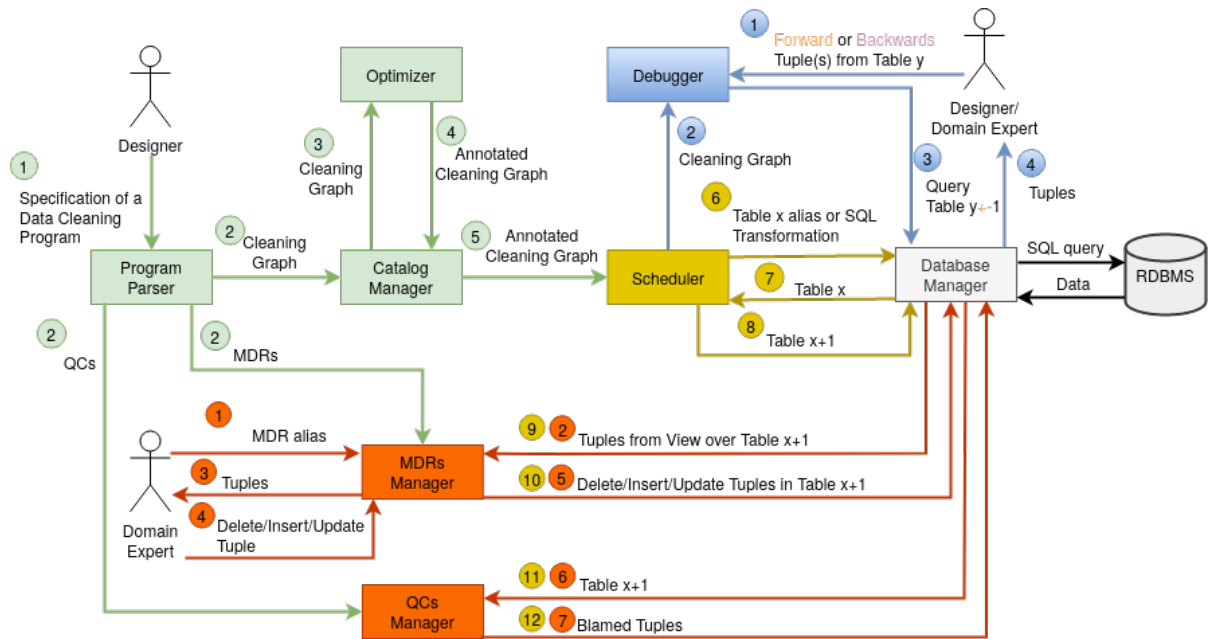 1
Forward or Backwards
Tuple(s) from Table y
Optimizer
Debugger
Designer
Designer/
Domain Expert
1
Specification of a
Data Cleaning
Program
3
Cleaning
Graph
4
Annotated
Cleaning Graph
2
Cleaning Graph
3
Query
Table y+-1
4
Tuples
2
Cleaning
Graph
5
Annotated
Cleaning Graph
6
Table x alias or SQL
Transformation
Program
Parser
Catalog
Manager
Scheduler
7
Table x
8
Table x+1
Database
Manager
SQL query
Data
RDBMS
2
QCs
2
MDRs
1
MDR alias
3
Tuples
4
Delete/Insert/Update
Tuple
Domain
Expert
MDRs
Manager
9 2
Tuples from View over Table x+1
10 5
Delete/Insert/Update Tuples in Table x+1
QCs
Manager
11 6
Table x+1
12 7
Blamed Tuples